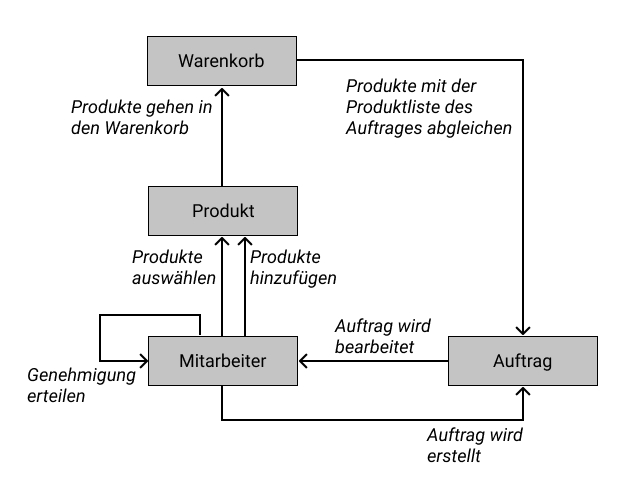 Warenkorb
Produkte mit der
Produktliste des
Auftrages abgleichen
Produkte gehen in
den Warenkorb
Produkt
Produkte
auswählen
Produkte
hinzufügen
Auftrag wird
bearbeitet
Mitarbeiter
Auftrag
Genehmigung
erteilen
Auftrag wird
erstellt